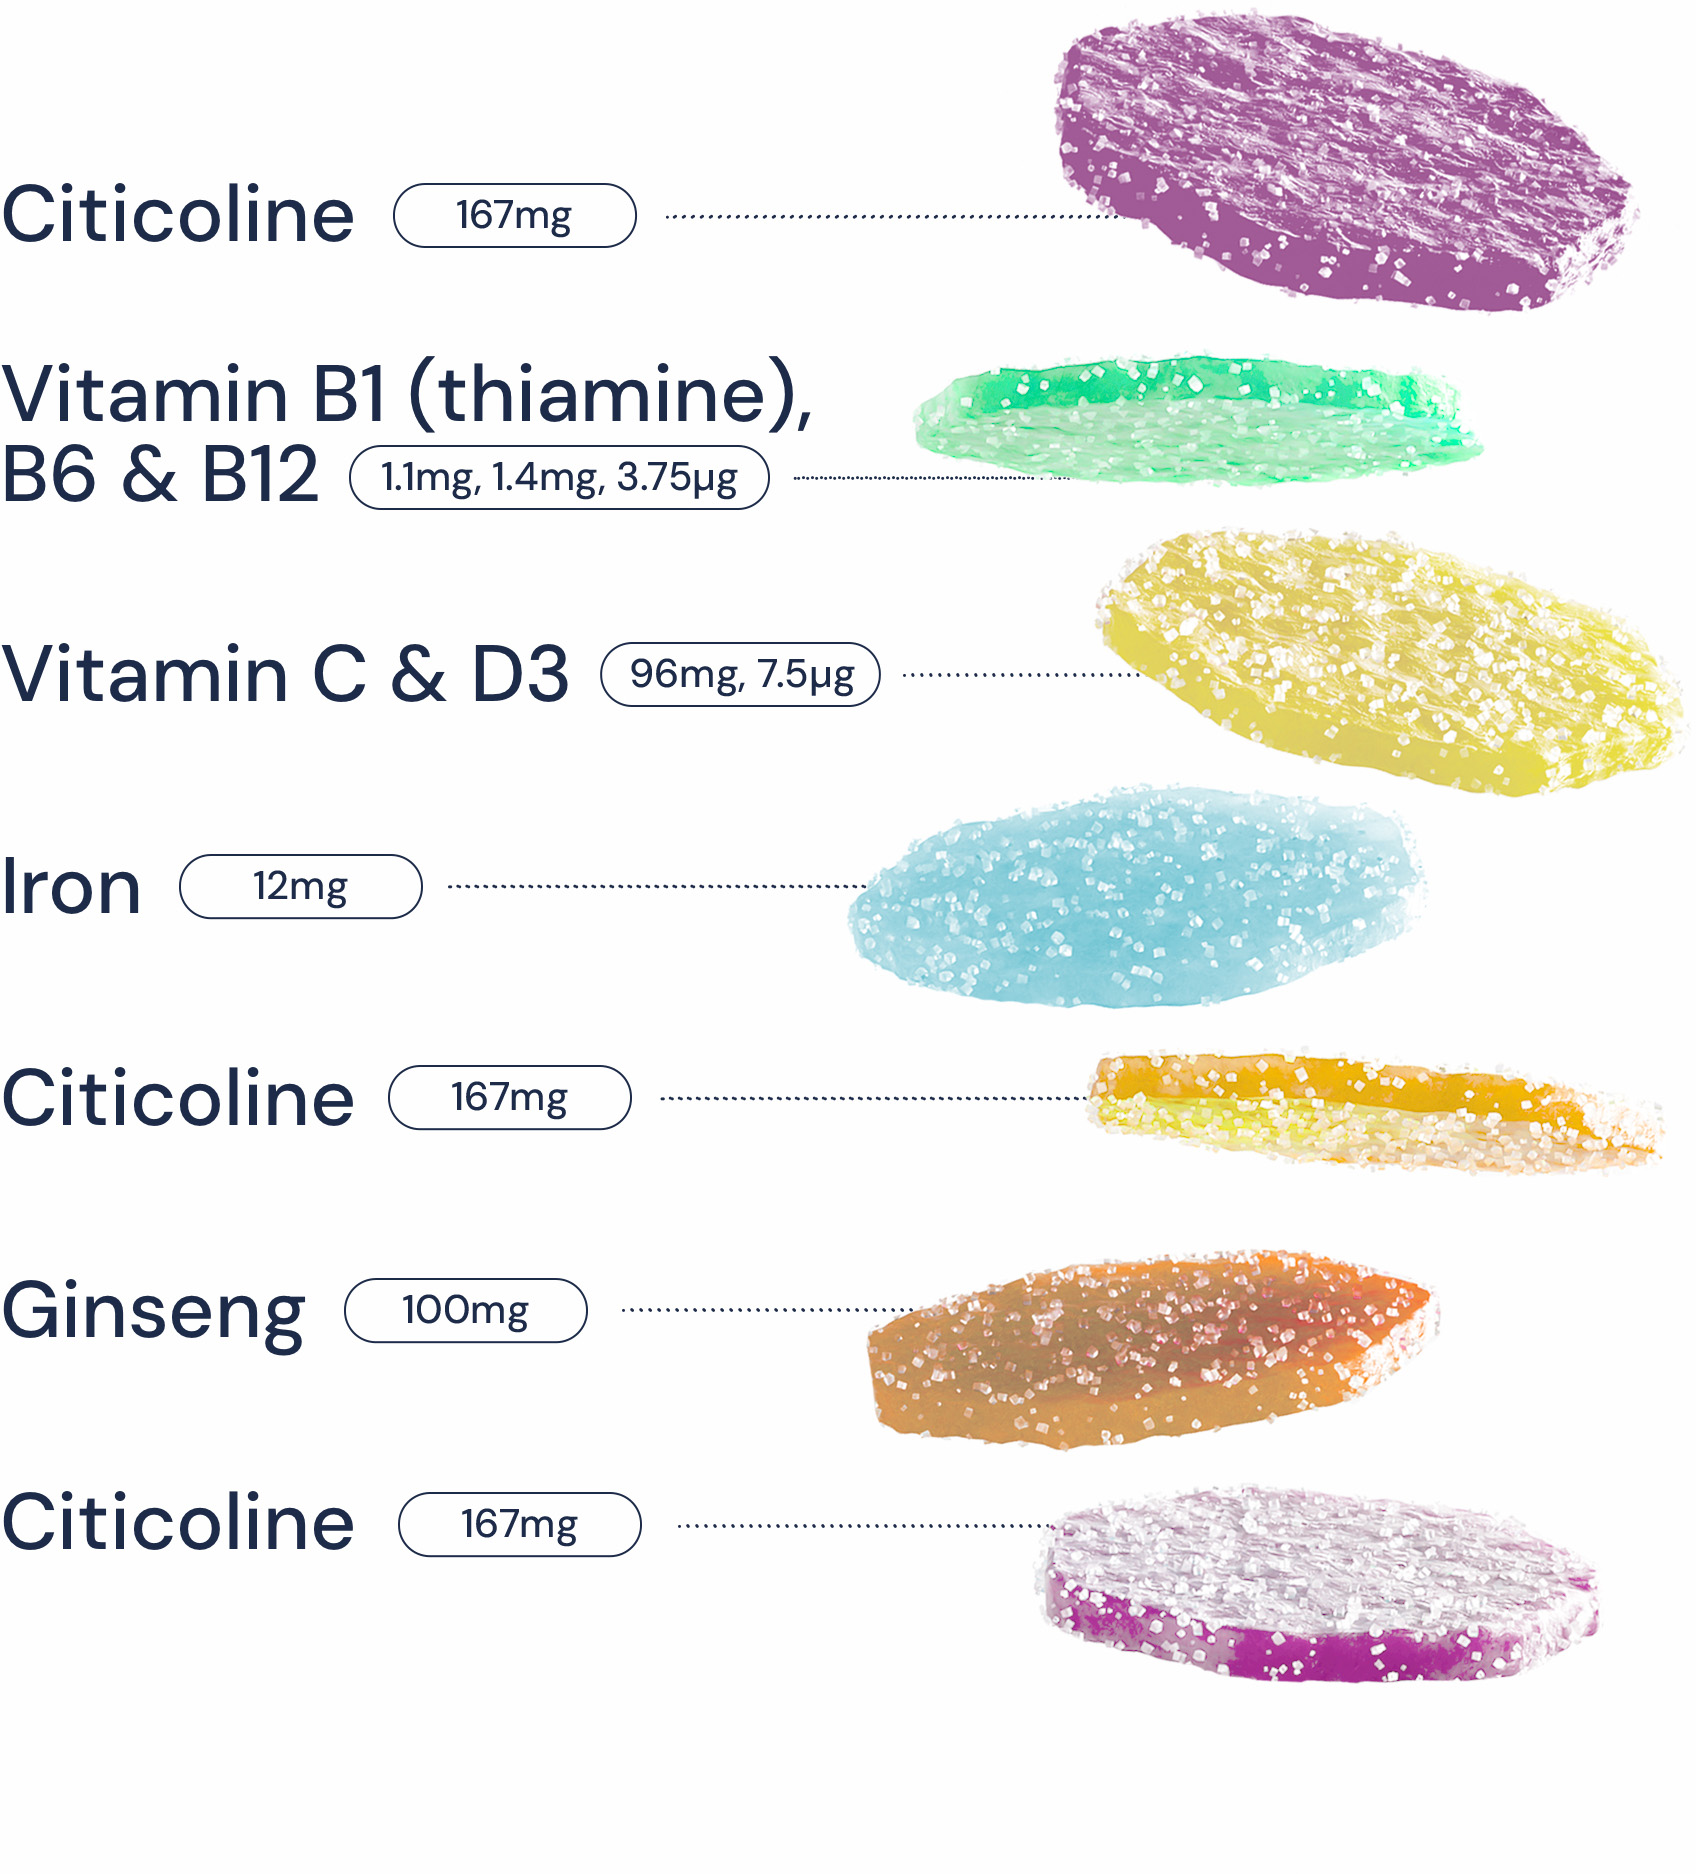 Citicoline 167mg
Vitamin B1 (thiamine),
B6 & B12 1.1mg, 1.4mg, 3.75µg
Vitamin C & D3 96mg, 7.5µg
Iron 12mg
Citicoline 167mg
Ginseng 100mg
Citicoline 167mg